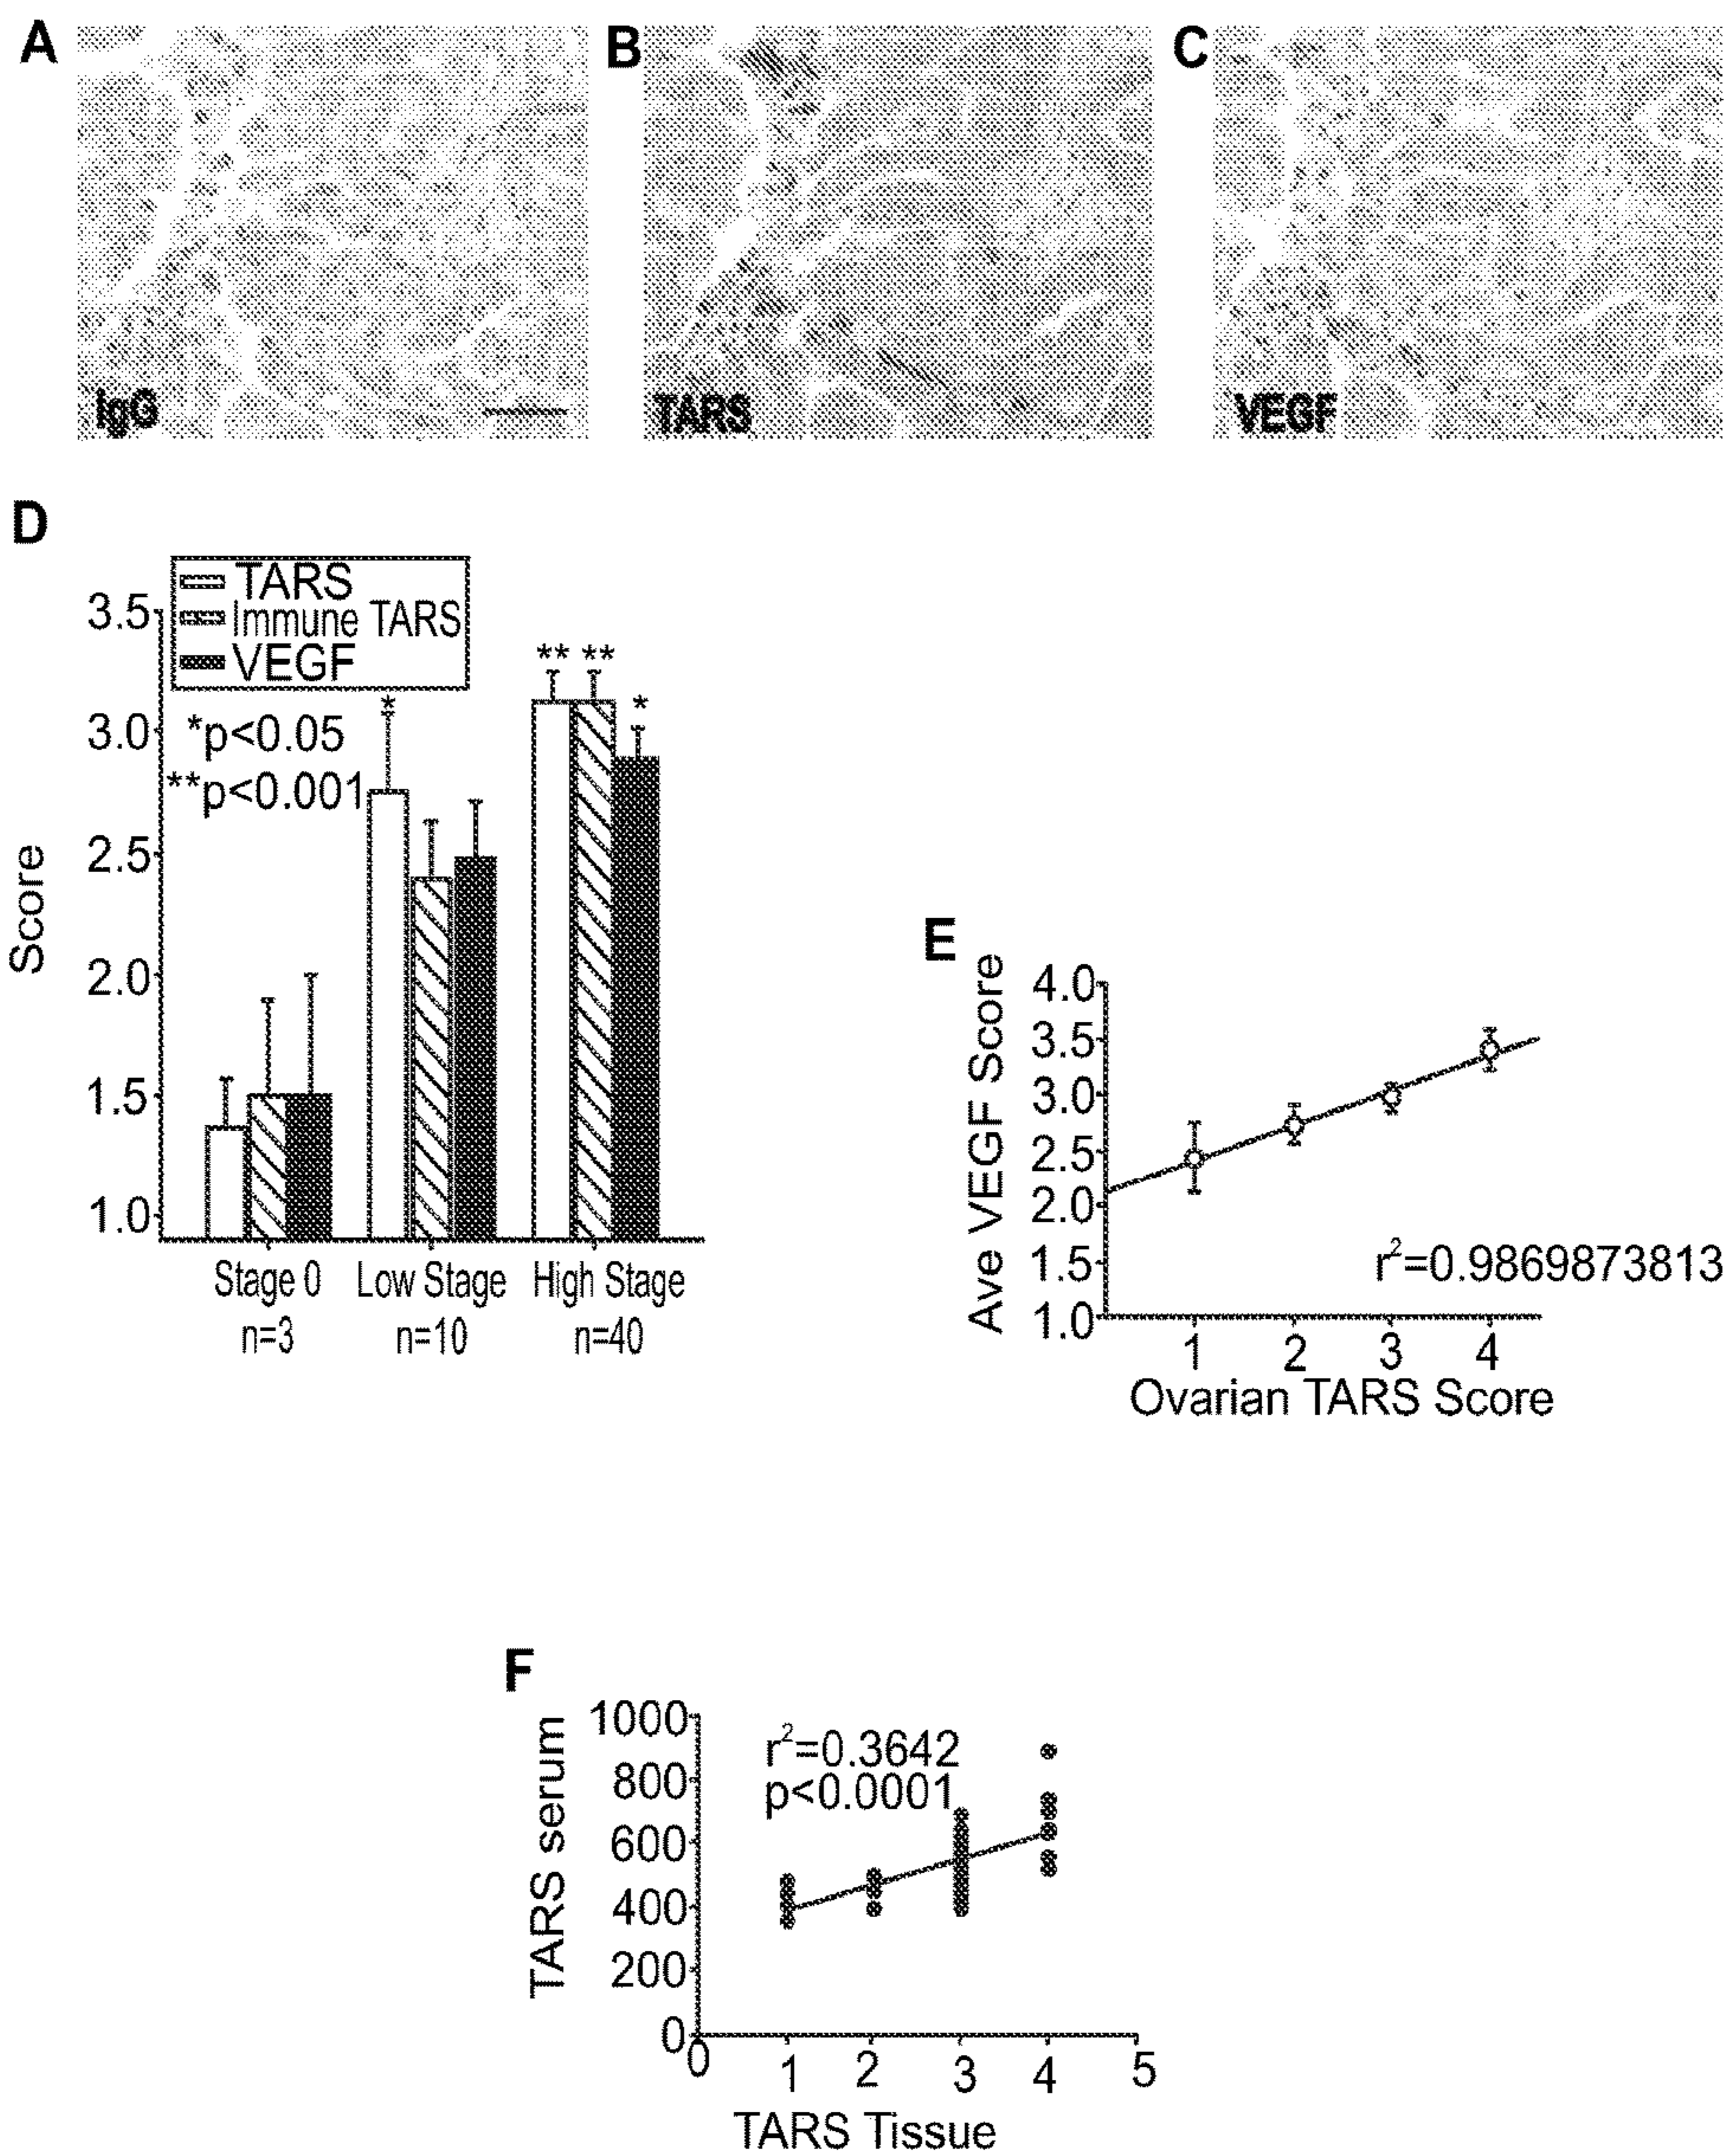 A
B
C
IgG
TARS
VEGF
D
TARS
Immune TARS
VEGF
*p<0.05
**p<0.001
*
** **
*
Score
3.5
3.0
2.5
2.0
1.5
1.0
Stage 0 Low Stage High Stage
n=3 n=10 n=40
E
Ave VEGF Score
4.0
3.5
3.0
2.5
2.0
1.5
1.0
r²=0.9869873813
1 2 3 4
Ovarian TARS Score
F
TARS serum
1000
800
600
400
200
0
r²=0.3642
p<0.0001
0 1 2 3 4 5
TARS Tissue